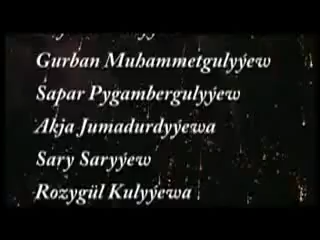 Gurban Muhammetgulyýew
Sapar Pygambergulyýew
Akja Jumadurdyýewa
Sary Saryýew
Rozygül Kulyýewa